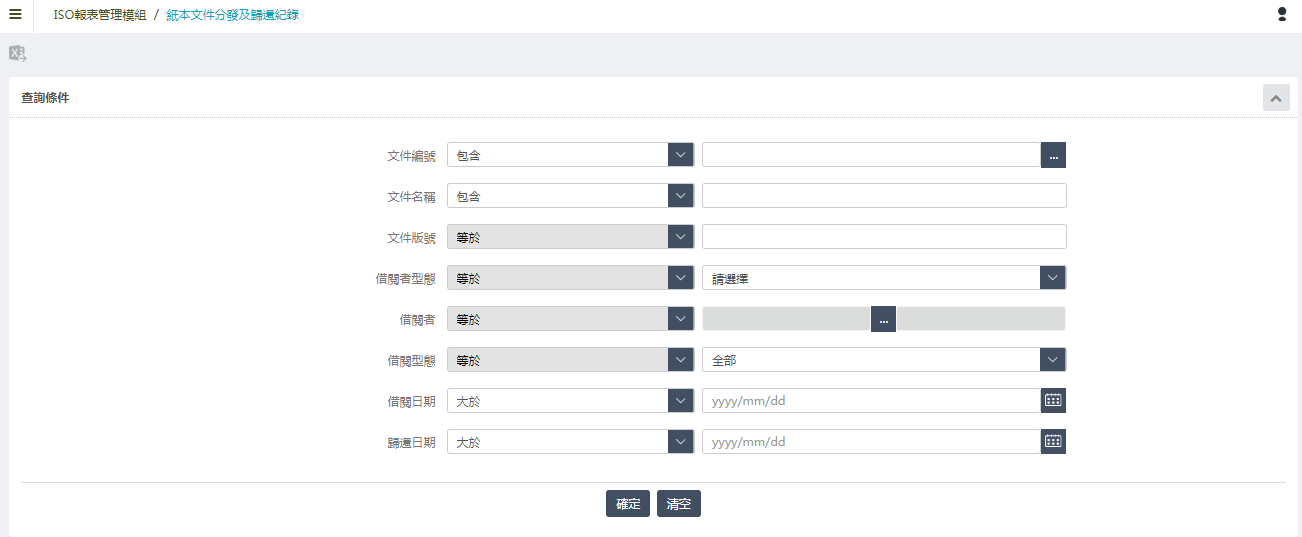 ISO報表管理模組 / 紙本文件分發及歸還紀錄
查詢條件
文件編號 包含 ...
文件名稱 包含
文件版號 等於
借閱者型態 等於 請選擇
借閱者 等於 ...
借閱型態 等於 全部
借閱日期 大於 yyyy/mm/dd
歸還日期 大於 yyyy/mm/dd
確定 清空